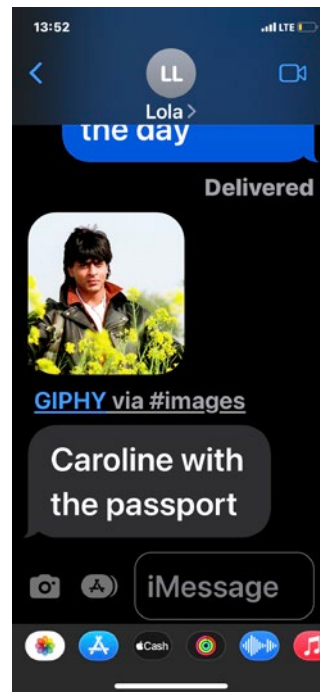 13:52
LTE
LL
Lola >
the day
Delivered
GIPHY via #images
Caroline with
the passport
iMessage
Cash